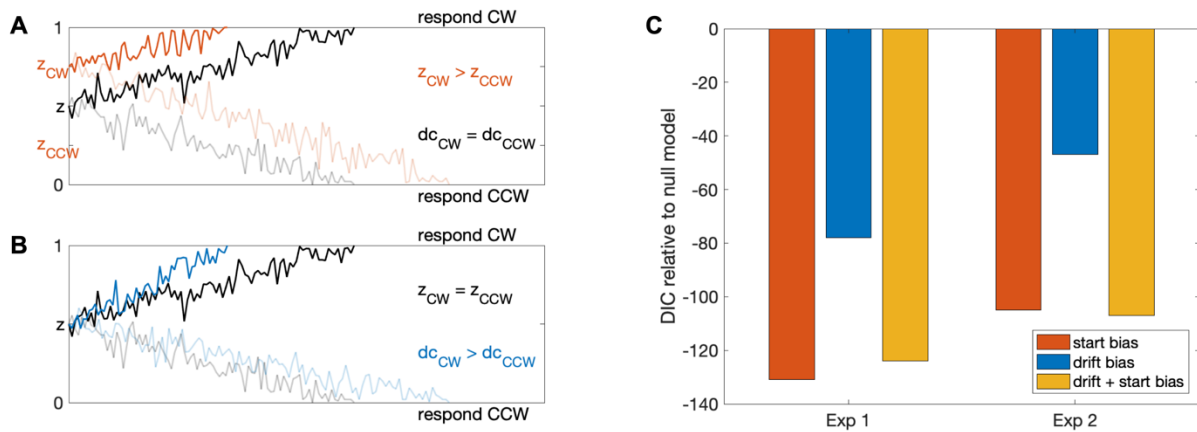 A
respond CW
1
z_CW
z_CW > z_CCW
z
dc_CW = dc_CCW
z_CCW
0
respond CCW
B
respond CW
1
z_CW = z_CCW
z
dc_CW > dc_CCW
0
respond CCW
C
DIC relative to null model
0
-20
-40
-60
-80
-100
-120
-140
Exp 1
Exp 2
start bias
drift bias
drift + start bias